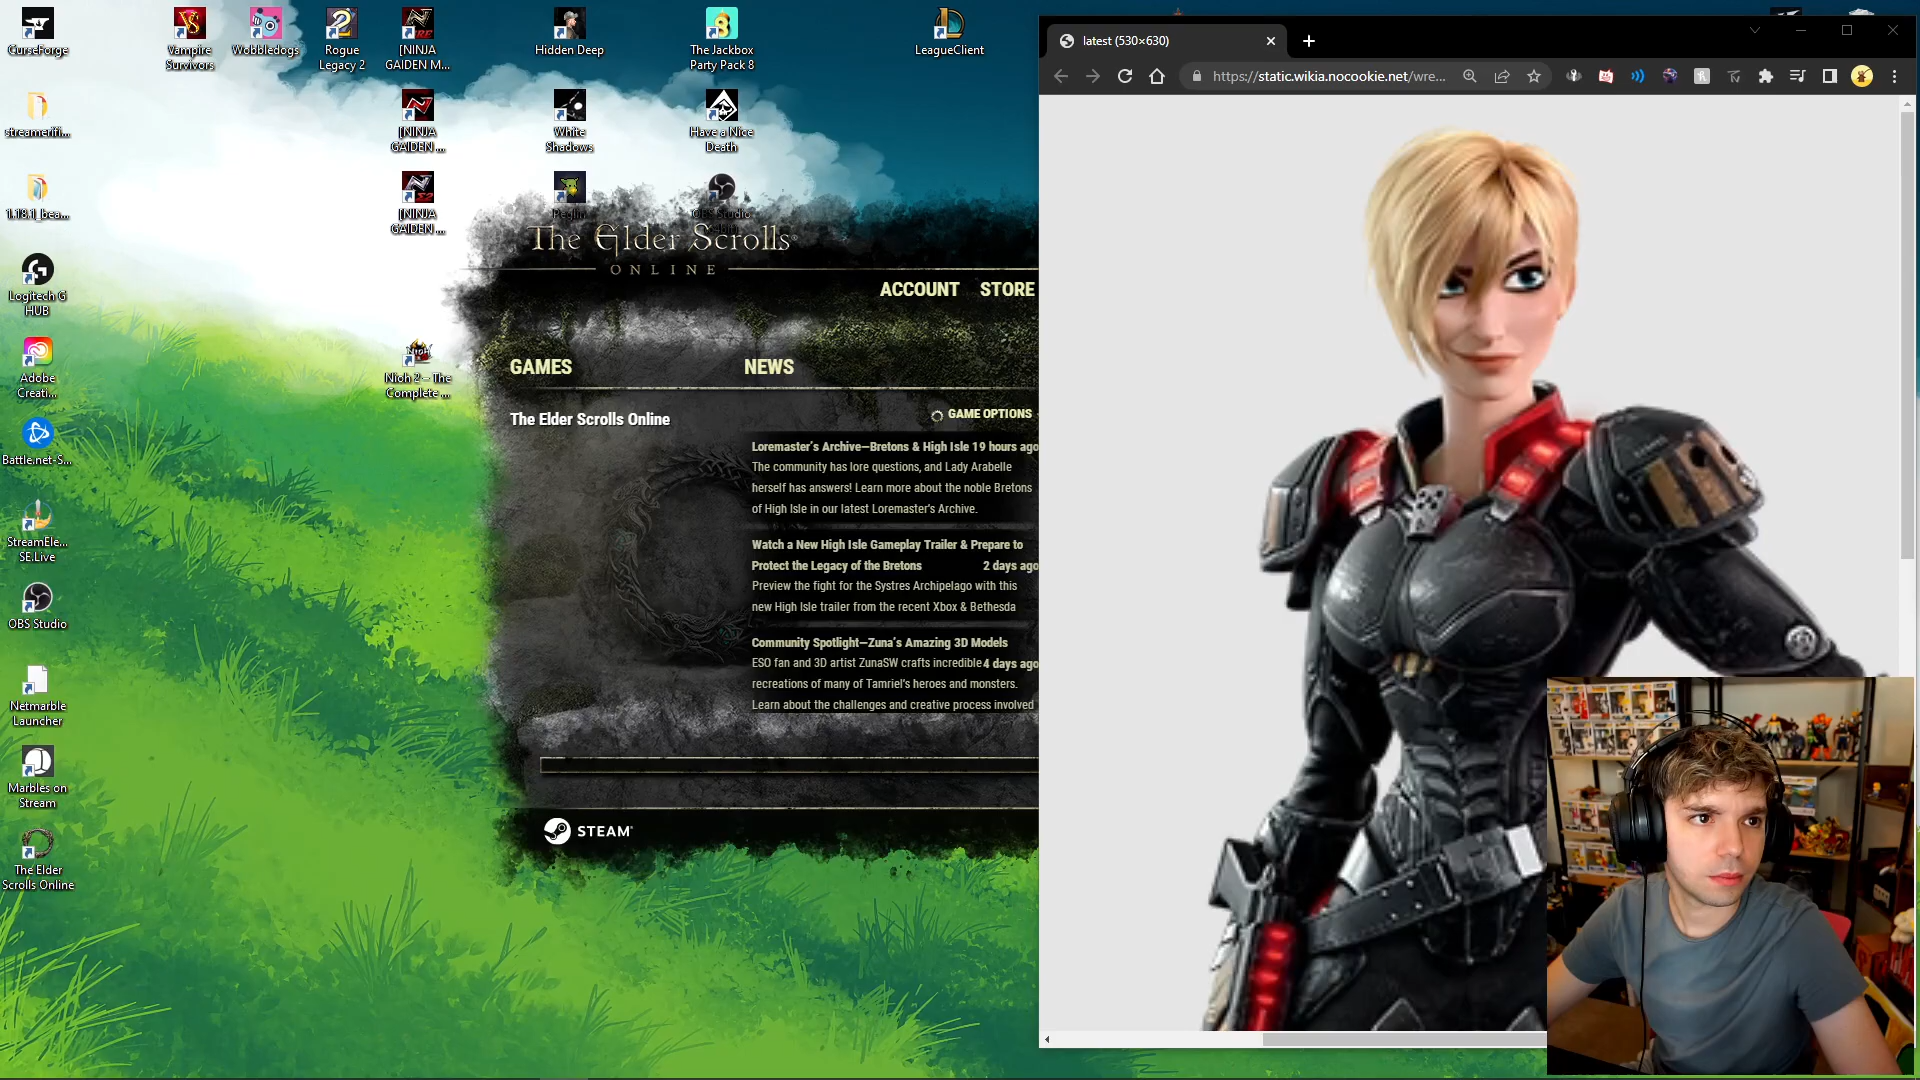 CurseForge
Vampire
Survivors
Wobbledogs
Rogue
Legacy 2
[NINJA
GAIDEN M...
Hidden Deep
The Jackbox
Party Pack 8
LeagueClient
streamerifi...
[NINJA
GAIDEN ...
White
Shadows
Have a Nice
Death
1.18.1_bea...
[NINJA
GAIDEN ...
Peglin
OBS Studio
Logitech G
HUB
Adobe
Creati...
Nioh 2 – The
Complete ...
Battle.net-S...
StreamEle...
SE.Live
OBS Studio
Netmarble
Launcher
Marbles on
Stream
The Elder
Scrolls Online
The Elder Scrolls
ONLINE
ACCOUNT STORE
GAMES
NEWS
The Elder Scrolls Online
GAME OPTIONS
Loremaster's Archive—Bretons & High Isle 19 hours ago
The community has lore questions, and Lady Arabelle
herself has answers! Learn more about the noble Bretons
of High Isle in our latest Loremaster's Archive.
Watch a New High Isle Gameplay Trailer & Prepare to
Protect the Legacy of the Bretons 2 days ago
Preview the fight for the Systres Archipelago with this
new High Isle trailer from the recent Xbox & Bethesda
Community Spotlight—Zuna's Amazing 3D Models
ESO fan and 3D artist ZunaSW crafts incredible 4 days ago
recreations of many of Tamriel's heroes and monsters.
Learn about the challenges and creative process involved
STEAM
latest (530×630)
https://static.wikia.nocookie.net/wre...